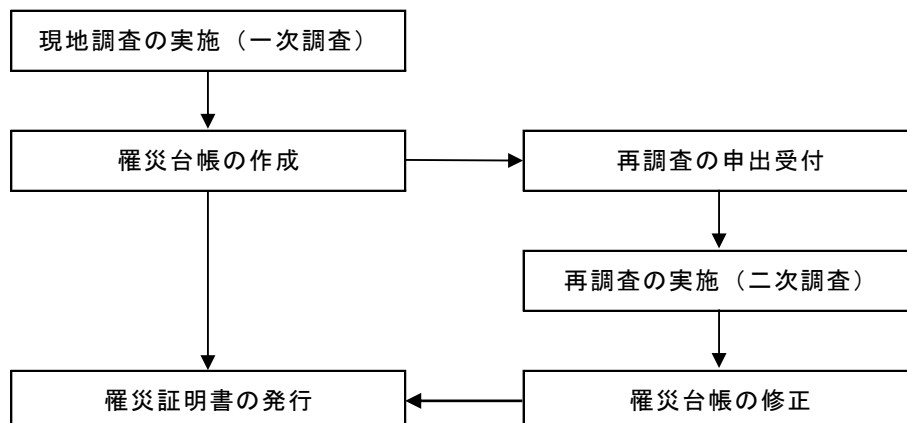 現地調査の実施（一次調査）
罹災台帳の作成
再調査の申出受付
再調査の実施（二次調査）
罹災証明書の発行
罹災台帳の修正